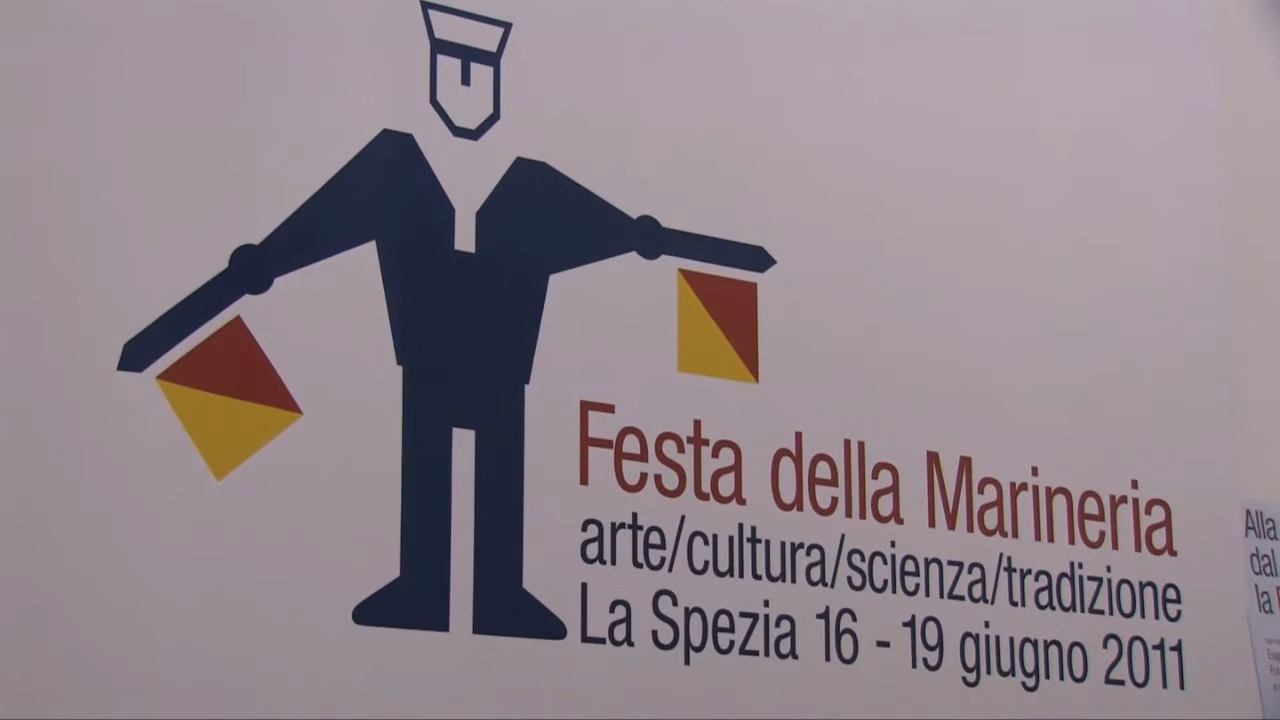 Festa della Marineria
arte/cultura/scienza/tradizione
La Spezia 16 - 19 giugno 2011
Alla
dal
la